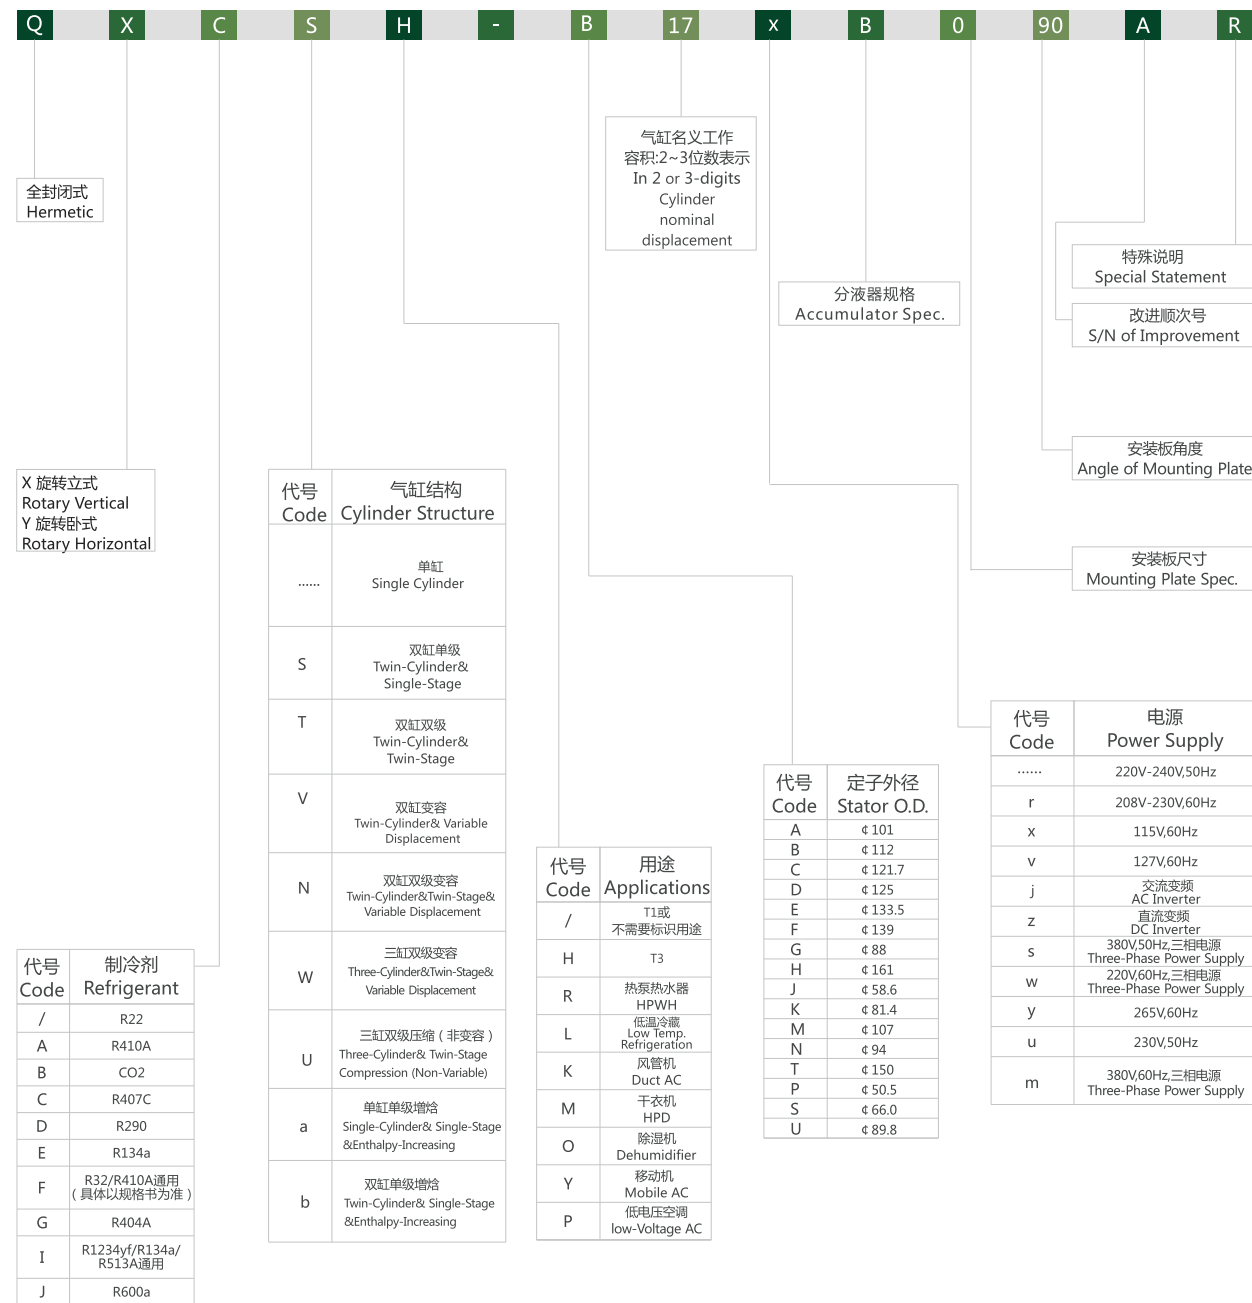 Q X C S H - B 17 x B 0 90 A R
气缸名义工作
容积:2~3位数表示
In 2 or 3-digits
Cylinder
nominal
displacement
全封闭式
Hermetic
特殊说明
Special Statement
分液器规格
Accumulator Spec.
改进顺次号
S/N of Improvement
安装板角度
Angle of Mounting Plate
X 旋转立式
Rotary Vertical
Y 旋转卧式
Rotary Horizontal
安装板尺寸
Mounting Plate Spec.
代号 气缸结构
Code Cylinder Structure
...... 单缸
Single Cylinder
S 双缸单级
Twin-Cylinder&
Single-Stage
T 双缸双级
Twin-Cylinder&
Twin-Stage
V 双缸变容
Twin-Cylinder& Variable
Displacement
N 双缸双级变容
Twin-Cylinder&Twin-Stage&
Variable Displacement
W 三缸双级变容
Three-Cylinder&Twin-Stage&
Variable Displacement
U 三缸双级压缩（非变容）
Three-Cylinder& Twin-Stage
Compression (Non-Variable)
a 单缸单级增焓
Single-Cylinder& Single-Stage
&Enthalpy-Increasing
b 双缸单级增焓
Twin-Cylinder& Single-Stage
&Enthalpy-Increasing
代号 电源
Code Power Supply
...... 220V-240V,50Hz
r 208V-230V,60Hz
x 115V,60Hz
v 127V,60Hz
j 交流变频
AC Inverter
z 直流变频
DC Inverter
s 380V,50Hz,三相电源
Three-Phase Power Supply
w 220V,60Hz,三相电源
Three-Phase Power Supply
y 265V,60Hz
u 230V,50Hz
m 380V,60Hz,三相电源
Three-Phase Power Supply
代号 定子外径
Code Stator O.D.
A ¢101
B ¢112
C ¢121.7
D ¢125
E ¢133.5
F ¢139
G ¢88
H ¢161
J ¢58.6
K ¢81.4
M ¢107
N ¢94
T ¢150
P ¢50.5
S ¢66.0
U ¢89.8
代号 用途
Code Applications
/ T1或
不需要标识用途
H T3
R 热泵热水器
HPWH
L 低温冷藏
Low Temp.
Refrigeration
K 风管机
Duct AC
M 干衣机
HPD
O 除湿机
Dehumidifier
Y 移动机
Mobile AC
P 低电压空调
low-Voltage AC
代号 制冷剂
Code Refrigerant
/ R22
A R410A
B CO2
C R407C
D R290
E R134a
F R32/R410A通用
（具体以规格书为准）
G R404A
I R1234yf/R134a/
R513A通用
J R600a